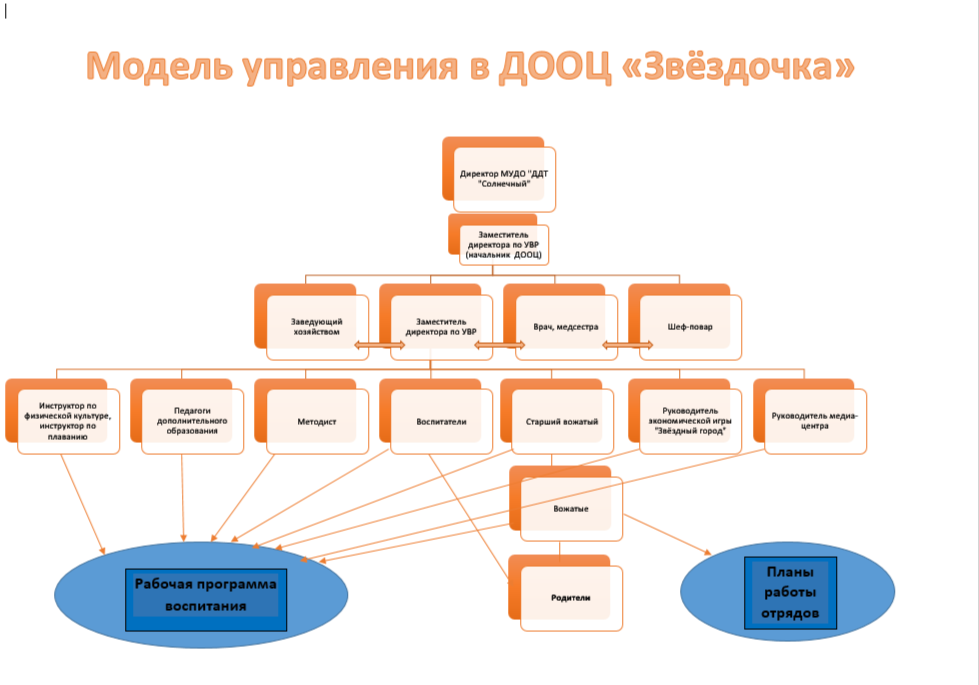 Модель управления в ДООЦ «Звёздочка»
Директор МУДО "ДДТ
"Солнечный"
Заместитель
директора по УВР
(начальник ДООЦ)
Заведующий
хозяйством
Заместитель
директора по УВР
Врач, медсестра
Шеф-повар
Инструктор по
физической культуре,
инструктор по
плаванию
Педагоги
дополнительного
образования
Методист
Воспитатели
Старший вожатый
Руководитель
экономической игры
"Звёздный город"
Руководитель медиа-
центра
Вожатые
Родители
Рабочая программа
воспитания
Планы
работы
отрядов